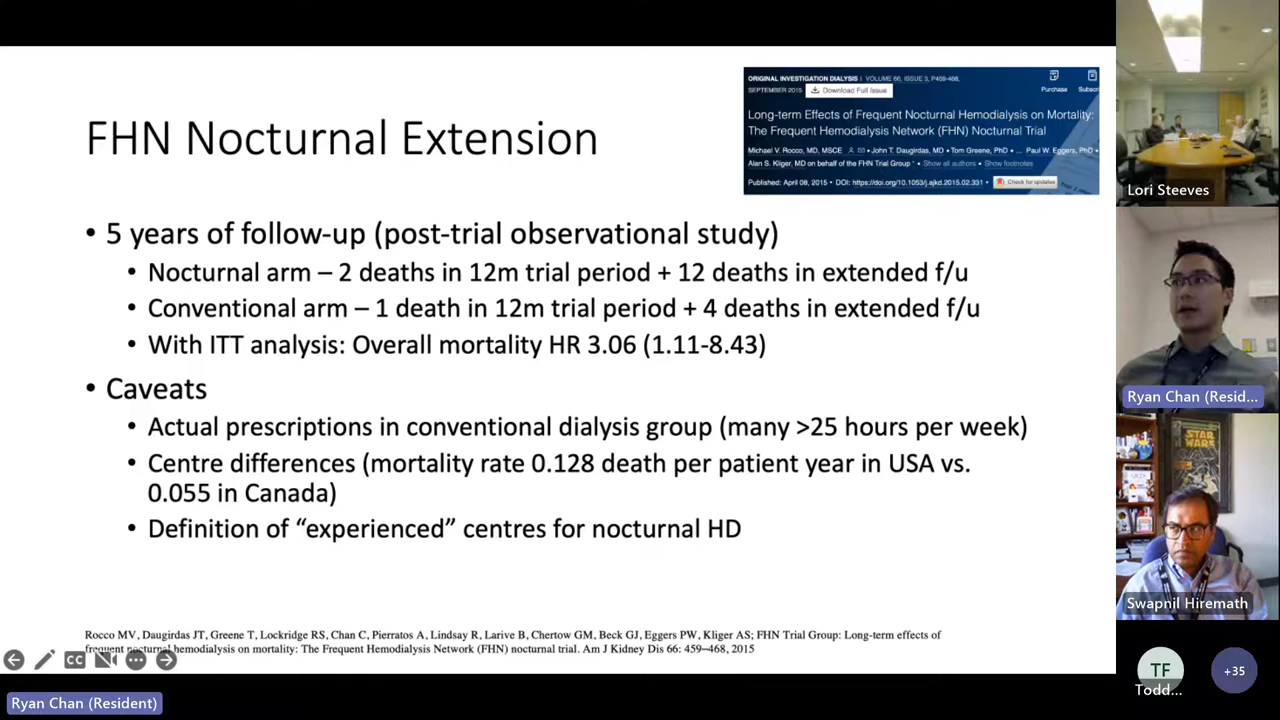 FHN Nocturnal Extension
ORIGINAL INVESTIGATION DIALYSIS | VOLUME 66, ISSUE 3, P459-468,
SEPTEMBER 2015 Download Full Issue
Purchase
Subscri
Long-term Effects of Frequent Nocturnal Hemodialysis on Mortality:
The Frequent Hemodialysis Network (FHN) Nocturnal Trial
Michael V. Rocco, MD, MSCE • John T. Daugirdas, MD • Tom Greene, PhD • ... Paul W. Eggers, PhD •
Alan S. Kliger, MD on behalf of the FHN Trial Group • Show all authors • Show footnotes
Published: April 08, 2015 • DOI: https://doi.org/10.1053/j.ajkd.2015.02.331 • Check for updates
• 5 years of follow-up (post-trial observational study)
• Nocturnal arm – 2 deaths in 12m trial period + 12 deaths in extended f/u
• Conventional arm – 1 death in 12m trial period + 4 deaths in extended f/u
• With ITT analysis: Overall mortality HR 3.06 (1.11-8.43)
• Caveats
• Actual prescriptions in conventional dialysis group (many >25 hours per week)
• Centre differences (mortality rate 0.128 death per patient year in USA vs.
0.055 in Canada)
• Definition of “experienced” centres for nocturnal HD
Rocco MV, Daugirdas JT, Greene T, Lockridge RS, Chan C, Pierratos A, Lindsay R, Larive B, Chertow GM, Beck GJ, Eggers PW, Kliger AS; FHN Trial Group: Long-term effects of
frequent nocturnal hemodialysis on mortality: The Frequent Hemodialysis Network (FHN) nocturnal trial. Am J Kidney Dis 66: 459–468, 2015
CC
Ryan Chan (Resident)
Lori Steeves
Ryan Chan (Resid...
STAR WARS
Swapnil Hiremath
TF
Todd...
+35